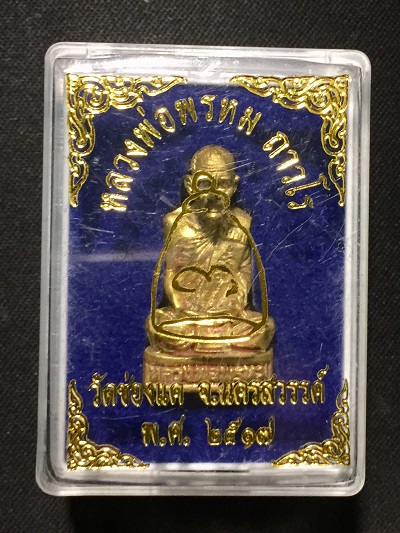 หลวงพ่อพรหม ถาวโร
วัดช่องแค จ.นครสวรรค์
พ.ศ. ๒๕๑๗